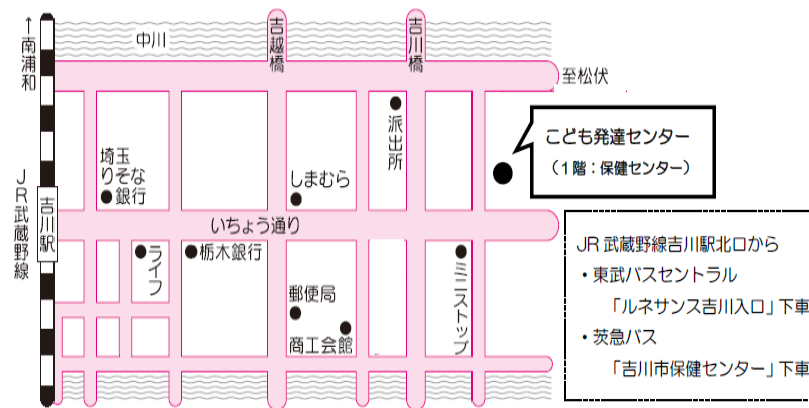 ↑南浦和
中川
吉越橋
吉川橋
至松伏
派出所
こども発達センター
（1階：保健センター）
埼玉
りそな
銀行
しまむら
JR武蔵野線
吉川駅
いちょう通り
ライフ
栃木銀行
ミニストップ
郵便局
商工会館
JR武蔵野線吉川駅北口から
・東武バスセントラル
「ルネサンス吉川入口」下車
・茨急バス
「吉川市保健センター」下車